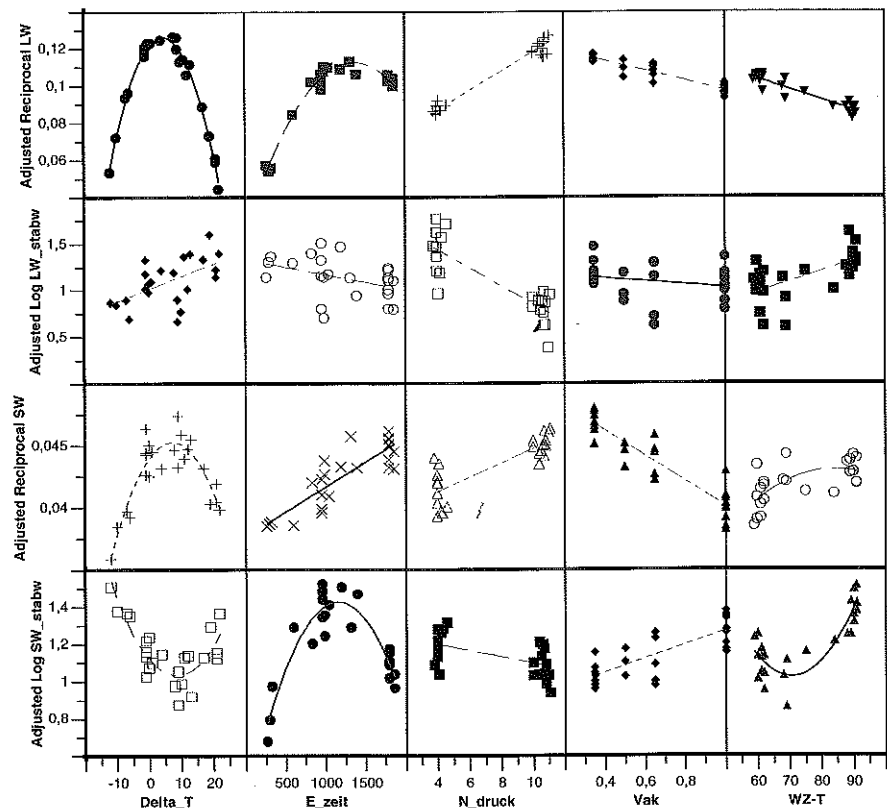 Adjusted Reciprocal LW
0,12
0,1
0,08
0,06
Adjusted Log LW_stabw
1,5
1
0,5
Adjusted Reciprocal SW
0,045
0,04
Adjusted Log SW_stabw
1,4
1,2
1
0,8
-10 0 10 20 500 1000 1500 4 6 8 10 0,4 0,6 0,8 60 70 80 90
Delta_T E_zeit N_druck Vak WZ-T